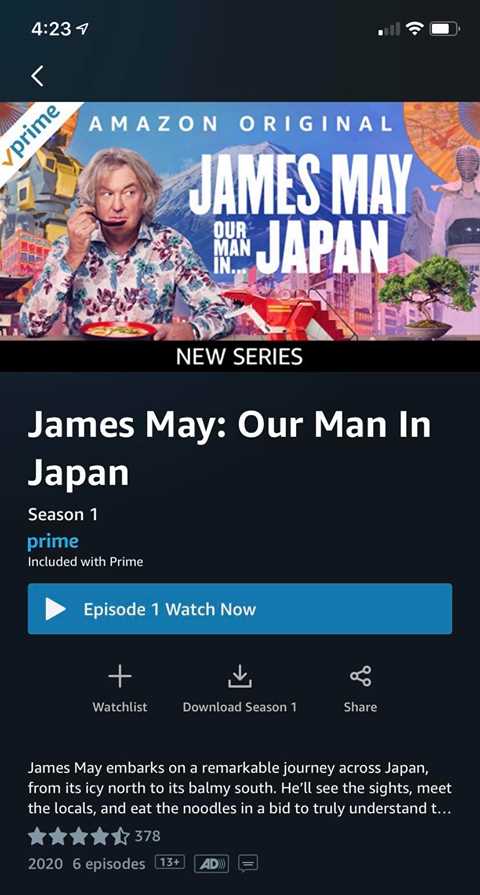 4:23
prime
AMAZON ORIGINAL
JAMES MAY
OUR
MAN
IN...
JAPAN
NEW SERIES
James May: Our Man In
Japan
Season 1
prime
Included with Prime
Episode 1 Watch Now
Watchlist Download Season 1 Share
James May embarks on a remarkable journey across Japan,
from its icy north to its balmy south. He’ll see the sights, meet
the locals, and eat the noodles in a bid to truly understand t...
378
2020 6 episodes 13+ AD